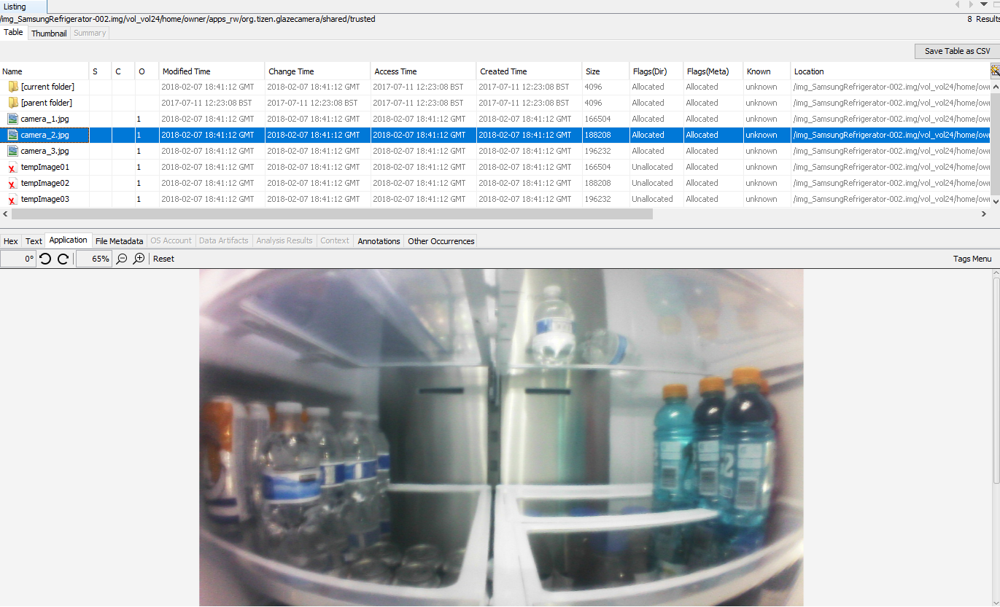 Listing
/img_SamsungRefrigerator-002.img/vol_vol24/home/owner/apps_rw/org.tizen.glazecamera/shared/trusted
8 Results
Table Thumbnail Summary
Save Table as CSV
Name S C O Modified Time Change Time Access Time Created Time Size Flags(Dir) Flags(Meta) Known Location
[current folder] 2018-02-07 18:41:12 GMT 2018-02-07 18:41:12 GMT 2017-07-11 12:23:08 BST 2017-07-11 12:23:08 BST 4096 Allocated Allocated unknown /img_SamsungRefrigerator-002.img/vol_vol24/home/own
[parent folder] 2017-07-11 12:23:08 BST 2017-07-11 12:23:08 BST 2017-07-11 12:23:08 BST 2017-07-11 12:23:08 BST 4096 Allocated Allocated unknown /img_SamsungRefrigerator-002.img/vol_vol24/home/own
camera_1.jpg 1 2018-02-07 18:41:12 GMT 2018-02-07 18:41:12 GMT 2018-02-07 18:41:12 GMT 2018-02-07 18:41:12 GMT 166504 Allocated Allocated unknown /img_SamsungRefrigerator-002.img/vol_vol24/home/own
camera_2.jpg 1 2018-02-07 18:41:12 GMT 2018-02-07 18:41:12 GMT 2018-02-07 18:41:12 GMT 2018-02-07 18:41:12 GMT 188208 Allocated Allocated unknown /img_SamsungRefrigerator-002.img/vol_vol24/home/own
camera_3.jpg 1 2018-02-07 18:41:12 GMT 2018-02-07 18:41:12 GMT 2018-02-07 18:41:12 GMT 2018-02-07 18:41:12 GMT 196232 Allocated Allocated unknown /img_SamsungRefrigerator-002.img/vol_vol24/home/own
tempImage01 1 2018-02-07 18:41:12 GMT 2018-02-07 18:41:12 GMT 2018-02-07 18:41:12 GMT 2018-02-07 18:41:12 GMT 166504 Unallocated Allocated unknown /img_SamsungRefrigerator-002.img/vol_vol24/home/own
tempImage02 1 2018-02-07 18:41:12 GMT 2018-02-07 18:41:12 GMT 2018-02-07 18:41:12 GMT 2018-02-07 18:41:12 GMT 188208 Unallocated Allocated unknown /img_SamsungRefrigerator-002.img/vol_vol24/home/own
tempImage03 1 2018-02-07 18:41:12 GMT 2018-02-07 18:41:12 GMT 2018-02-07 18:41:12 GMT 2018-02-07 18:41:12 GMT 196232 Unallocated Allocated unknown /img_SamsungRefrigerator-002.img/vol_vol24/home/own
Hex Text Application File Metadata OS Account Data Artifacts Analysis Results Context Annotations Other Occurrences
0° 65% Reset Tags Menu